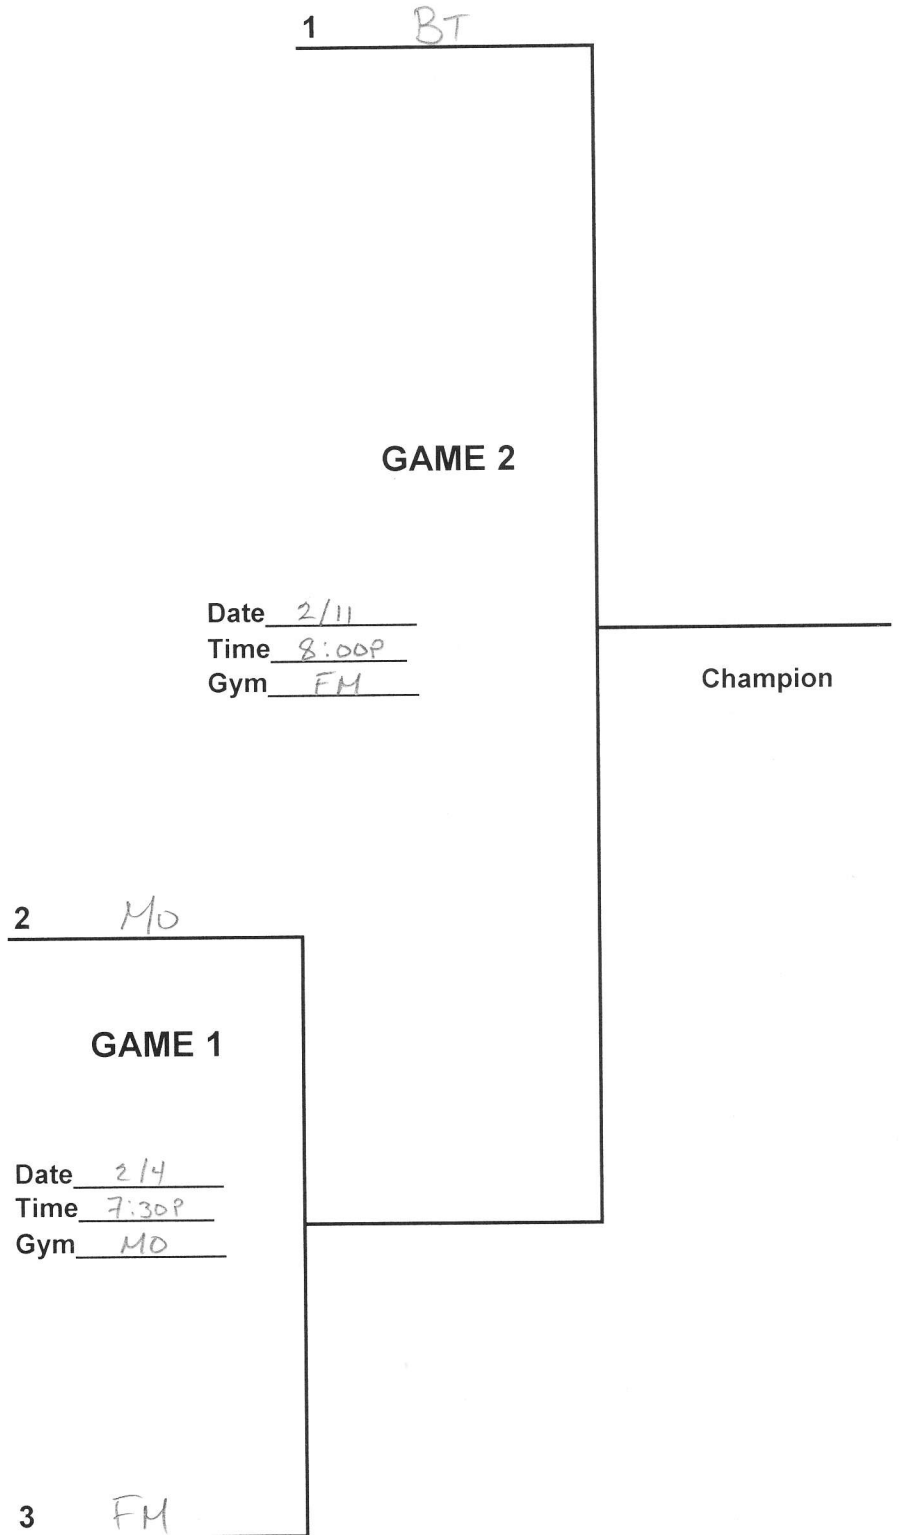 1 BT
GAME 2
Date 2/11
Time 8:00P
Gym FM
Champion
2 MO
GAME 1
Date 2/4
Time 7:30P
Gym MO
3 FM